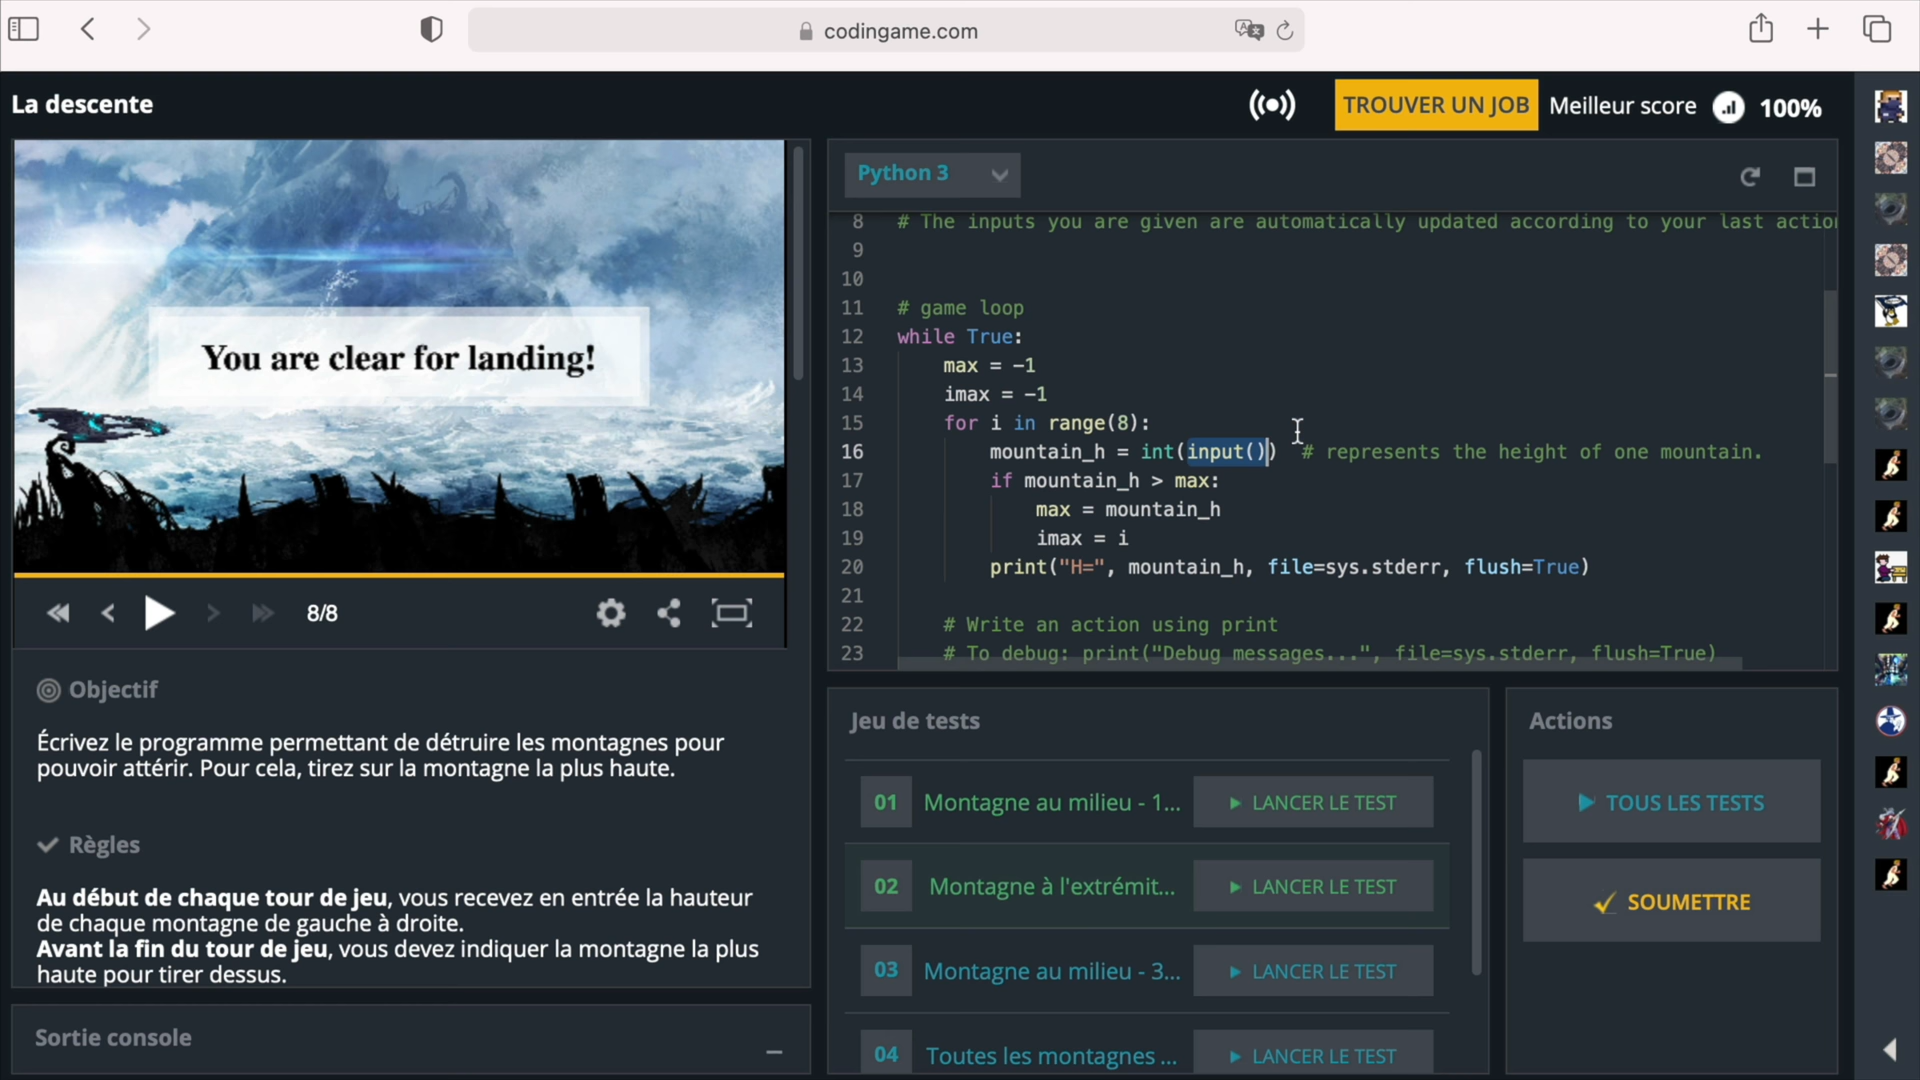 codingame.com
La descente
TROUVER UN JOB
Meilleur score
100%
You are clear for landing!
8/8
Objectif
Écrivez le programme permettant de détruire les montagnes pour
pouvoir attérir. Pour cela, tirez sur la montagne la plus haute.
Règles
Au début de chaque tour de jeu, vous recevez en entrée la hauteur
de chaque montagne de gauche à droite.
Avant la fin du tour de jeu, vous devez indiquer la montagne la plus
haute pour tirer dessus.
Sortie console
Python 3
8 # The inputs you are given are automatically updated according to your last action
9
10
11 # game loop
12 while True:
13 max = -1
14 imax = -1
15 for i in range(8):
16 mountain_h = int(input()) # represents the height of one mountain.
17 if mountain_h > max:
18 max = mountain_h
19 imax = i
20 print("H=", mountain_h, file=sys.stderr, flush=True)
21
22 # Write an action using print
23 # To debug: print("Debug messages...", file=sys.stderr, flush=True)
Jeu de tests
01 Montagne au milieu - 1... LANCER LE TEST
02 Montagne à l'extrémit... LANCER LE TEST
03 Montagne au milieu - 3... LANCER LE TEST
04 Toutes les montagnes ... LANCER LE TEST
Actions
TOUS LES TESTS
SOUMETTRE